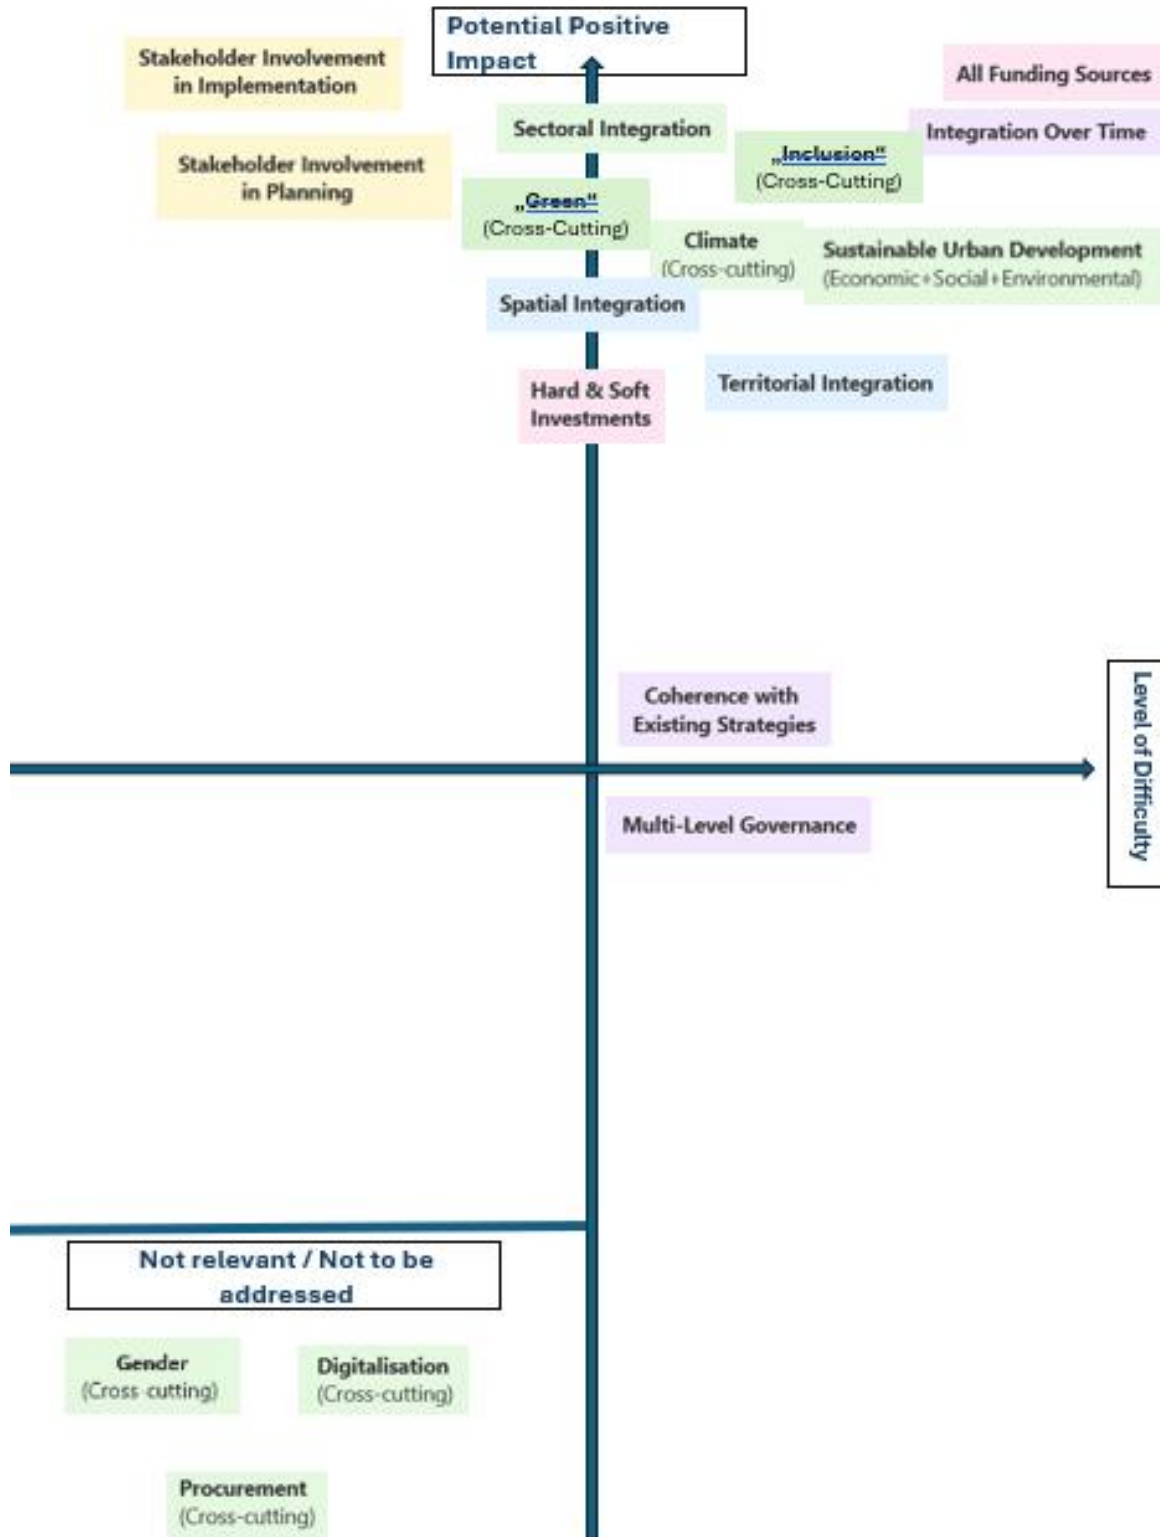 Potential Positive
Impact
Stakeholder Involvement
in Implementation
All Funding Sources
Sectoral Integration
Integration Over Time
„Inclusion“
(Cross-Cutting)
Stakeholder Involvement
in Planning
„Green“
(Cross-Cutting)
Climate
(Cross-cutting)
Sustainable Urban Development
(Economic+Social+Environmental)
Spatial Integration
Territorial Integration
Hard & Soft
Investments
Coherence with
Existing Strategies
Level of Difficulty
Multi-Level Governance
Not relevant / Not to be
addressed
Gender
(Cross-cutting)
Digitalisation
(Cross-cutting)
Procurement
(Cross-cutting)